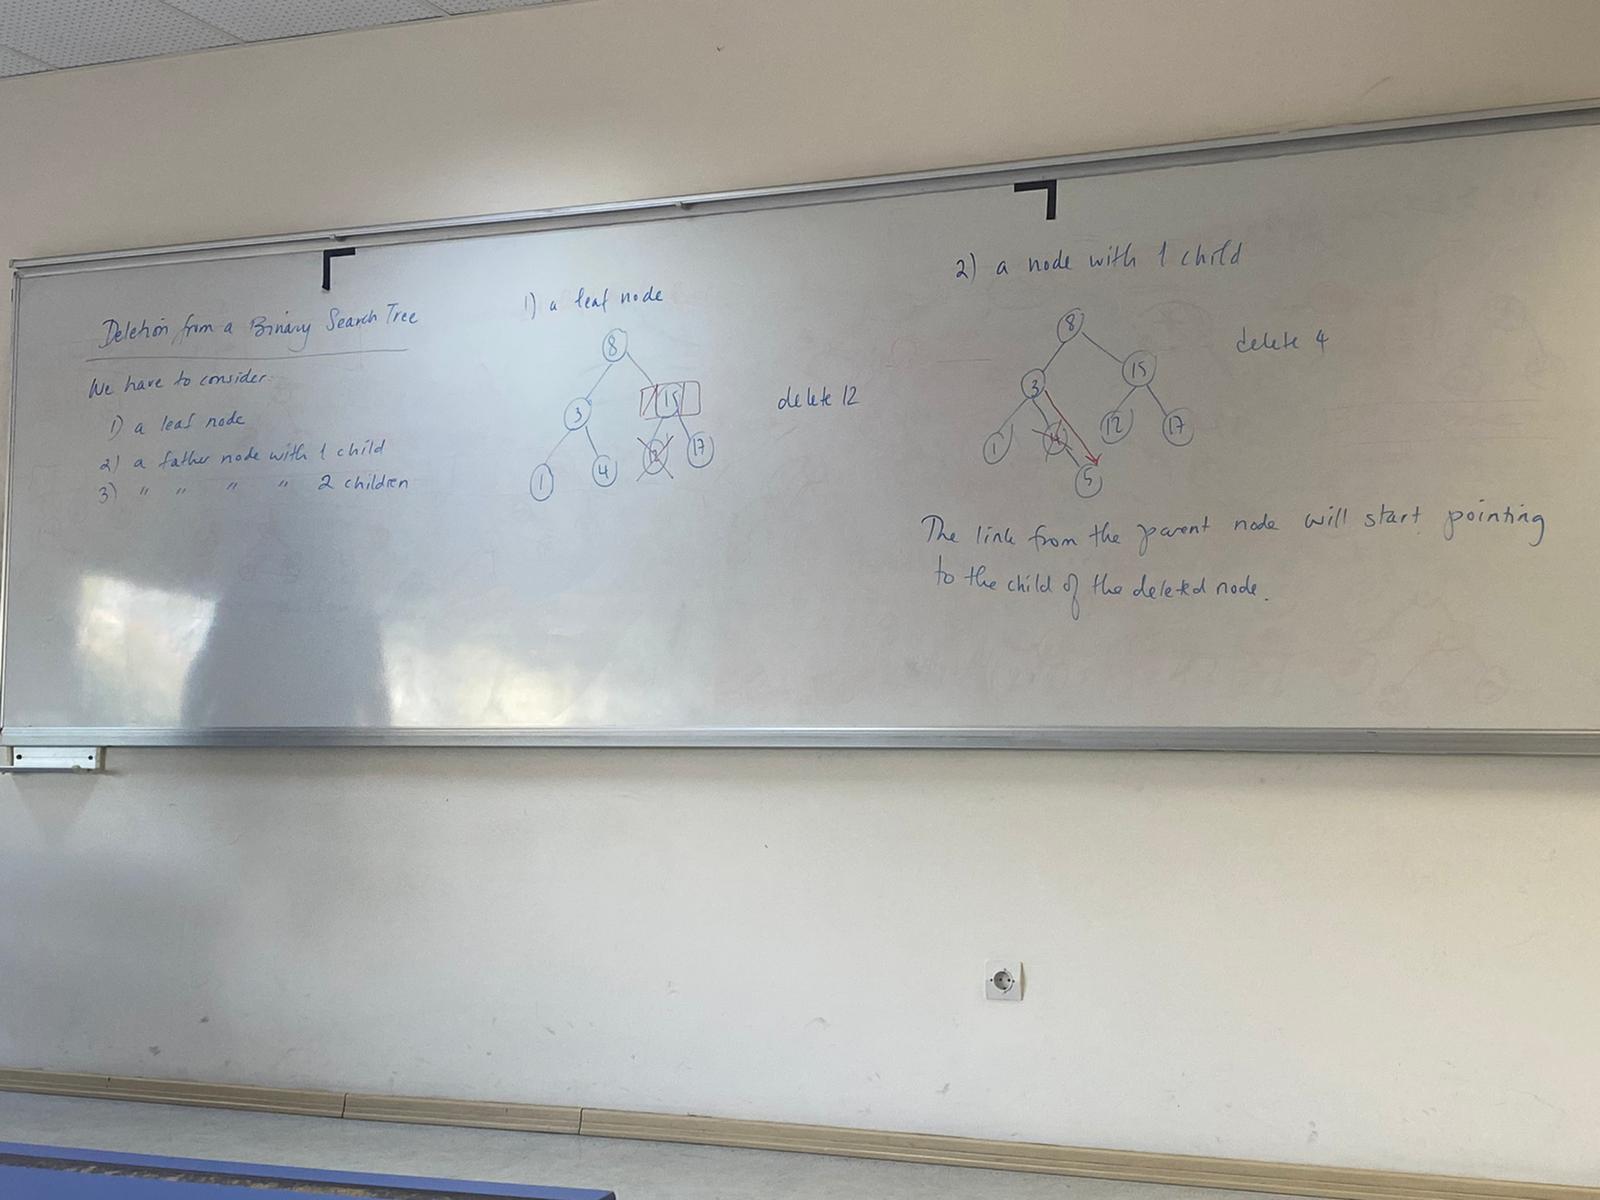 Deletion from a Binary Search Tree
We have to consider:
1) a leaf node
2) a father node with 1 child
3) " " " " 2 children
1) a leaf node
8
3 15
1 4 12 17
delete 12
2) a node with 1 child
8
3 15
1 4 12 17
5
delete 4
The link from the parent node will start pointing
to the child of the deleted node.